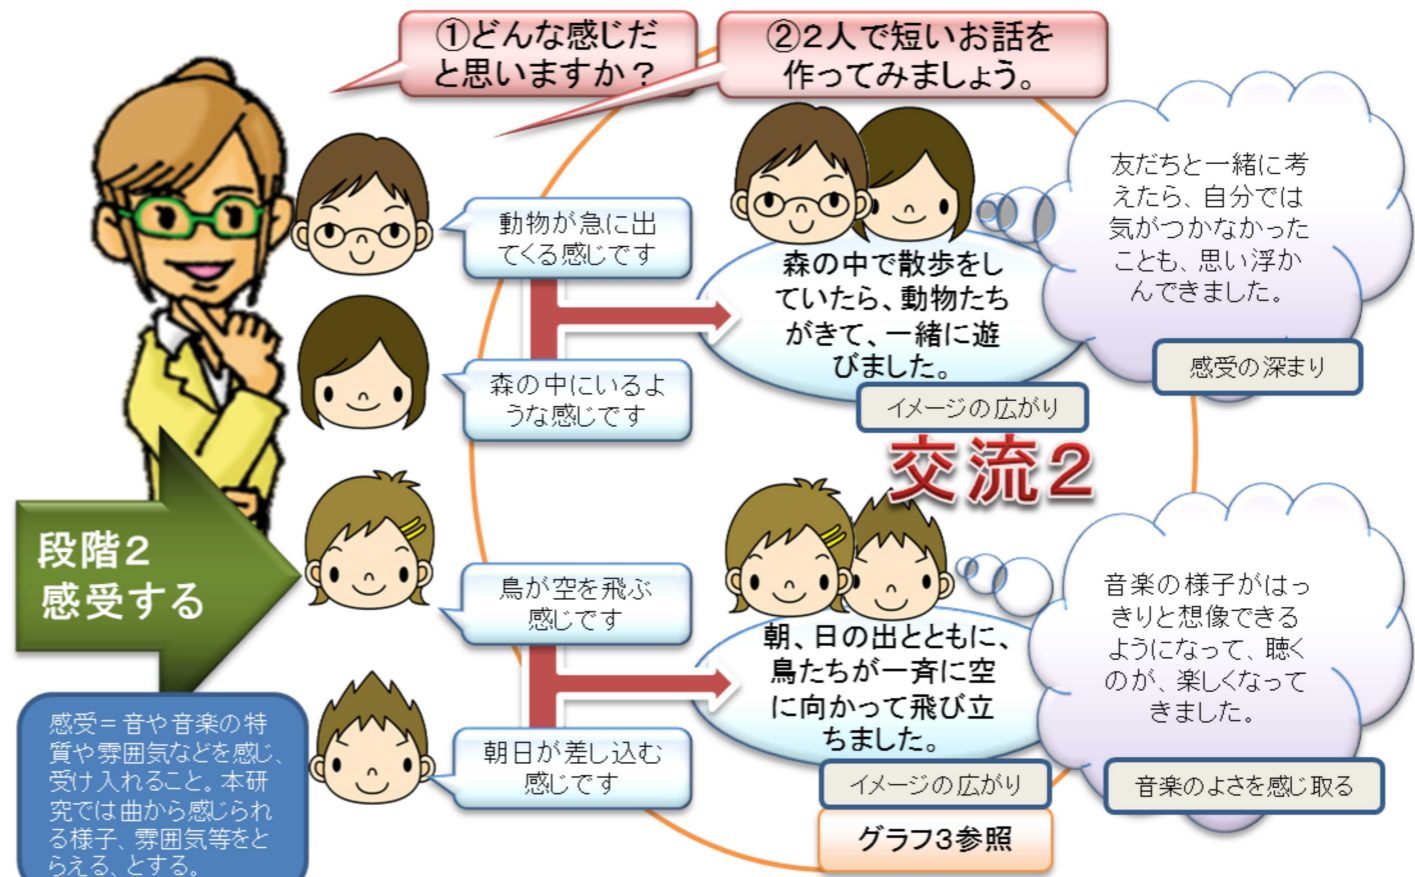 ①どんな感じだ
と思いますか？
②2人で短いお話を
作ってみましょう。
動物が急に出
てくる感じです
森の中にいるよ
うな感じです
森の中で散歩をし
ていたら、動物たち
がきて、一緒に遊
びました。
イメージの広がり
友だちと一緒に考
えたら、自分では
気がつかなかった
ことも、思い浮か
んできました。
感受の深まり
交流2
段階2
感受する
鳥が空を飛ぶ
感じです
朝日が差し込む
感じです
朝、日の出とともに、
鳥たちが一斉に空
に向かって飛び立
ちました。
イメージの広がり
音楽の様子がはっ
きりと想像できる
ようになって、聴く
のが、楽しくなって
きました。
音楽のよさを感じ取る
グラフ3参照
感受＝音や音楽の特
質や雰囲気などを感じ、
受け入れること。本研
究では曲から感じられ
る様子、雰囲気等をと
らえる、とする。